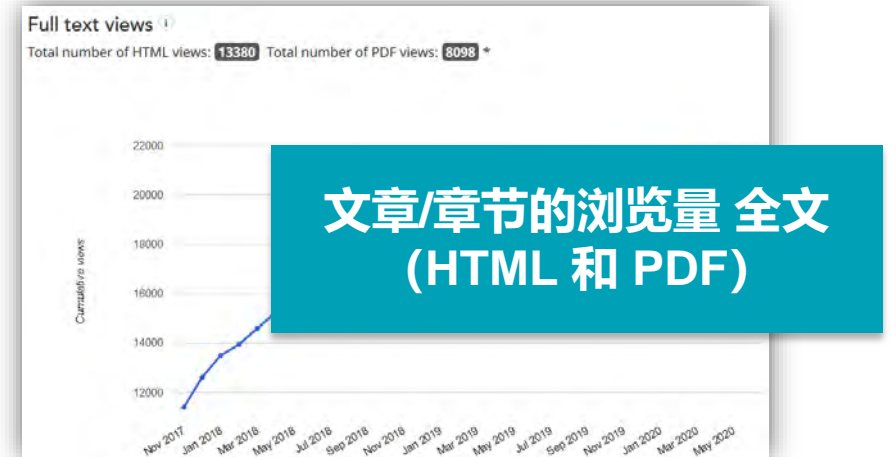 Full text views i
Total number of HTML views: 13380 Total number of PDF views: 8098 *
22000
20000
18000
16000
14000
12000
Cumulative views
文章/章节的浏览量 全文
（HTML 和 PDF）
Nov 2017
Jan 2018
Mar 2018
May 2018
Jul 2018
Sep 2018
Nov 2018
Jan 2019
Mar 2019
May 2019
Jul 2019
Sep 2019
Nov 2019
Jan 2020
Mar 2020
May 2020